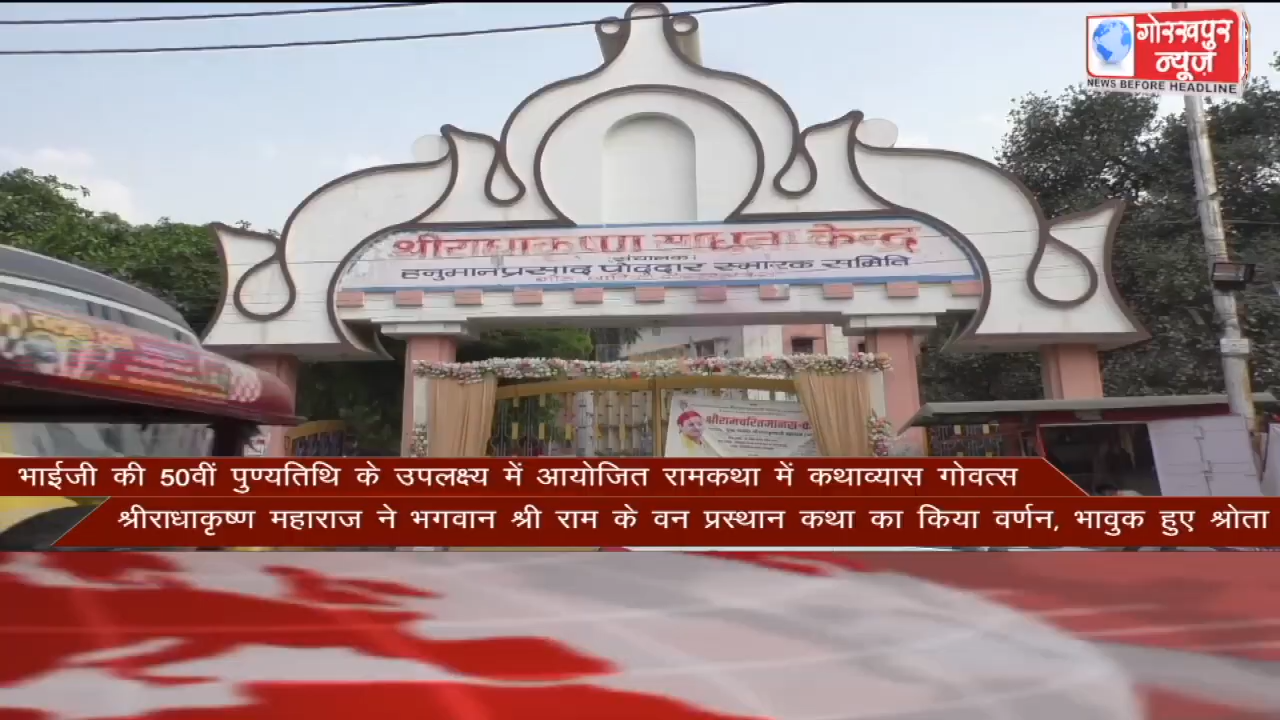 गोरखपुर
न्यूज़
NEWS BEFORE HEADLINE
श्रीराधाकृष्ण साधना केन्द्र
संचालक:
हनुमानप्रसाद पोद्दार स्मारक समिति
श्रीरामचरितमानस-क
भाईजी की 50वीं पुण्यतिथि के उपलक्ष्य में आयोजित रामकथा में कथाव्यास गोवत्स
श्रीराधाकृष्ण महाराज ने भगवान श्री राम के वन प्रस्थान कथा का किया वर्णन, भावुक हुए श्रोता